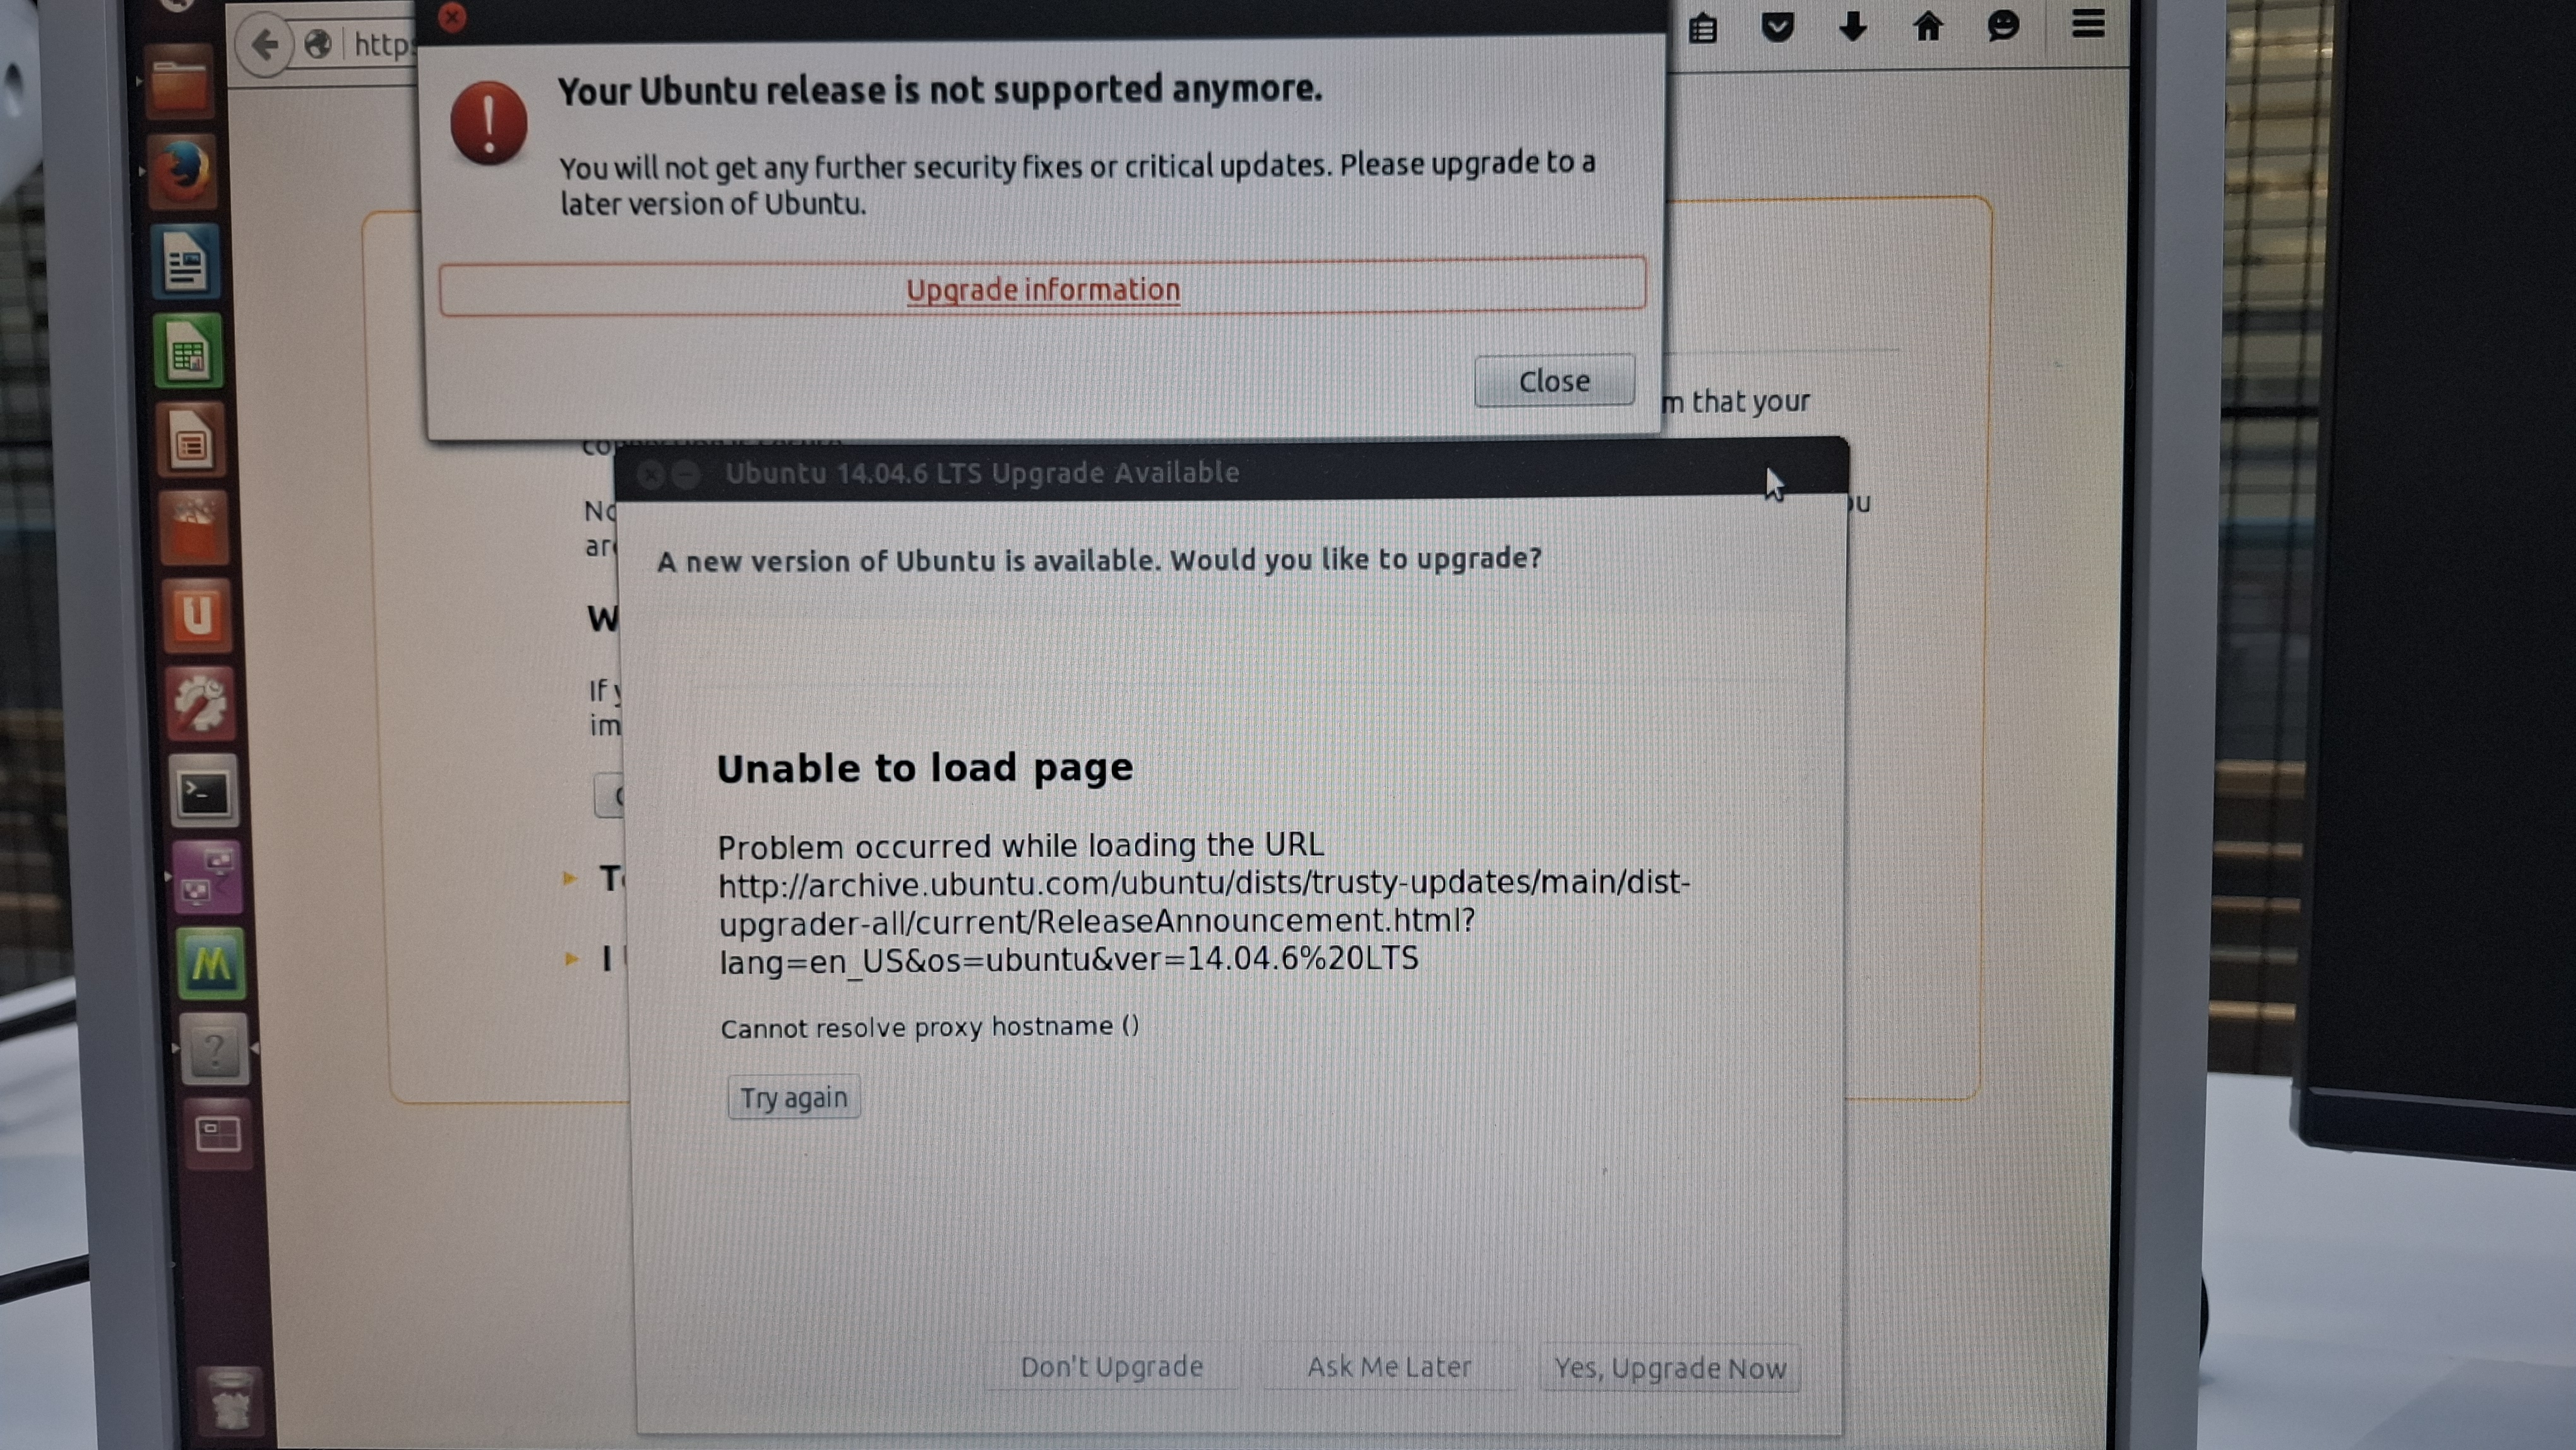 https
Your Ubuntu release is not supported anymore.
You will not get any further security fixes or critical updates. Please upgrade to a
later version of Ubuntu.
Upgrade information
Close
m that your
Ubuntu 14.04.6 LTS Upgrade Available
No
ou
are
A new version of Ubuntu is available. Would you like to upgrade?
W
If y
im
Unable to load page
Problem occurred while loading the URL
http://archive.ubuntu.com/ubuntu/dists/trusty-updates/main/dist-
upgrader-all/current/ReleaseAnnouncement.html?
lang=en_US&os=ubuntu&ver=14.04.6%20LTS
I
Cannot resolve proxy hostname ()
Try again
Don't Upgrade
Ask Me Later
Yes, Upgrade Now